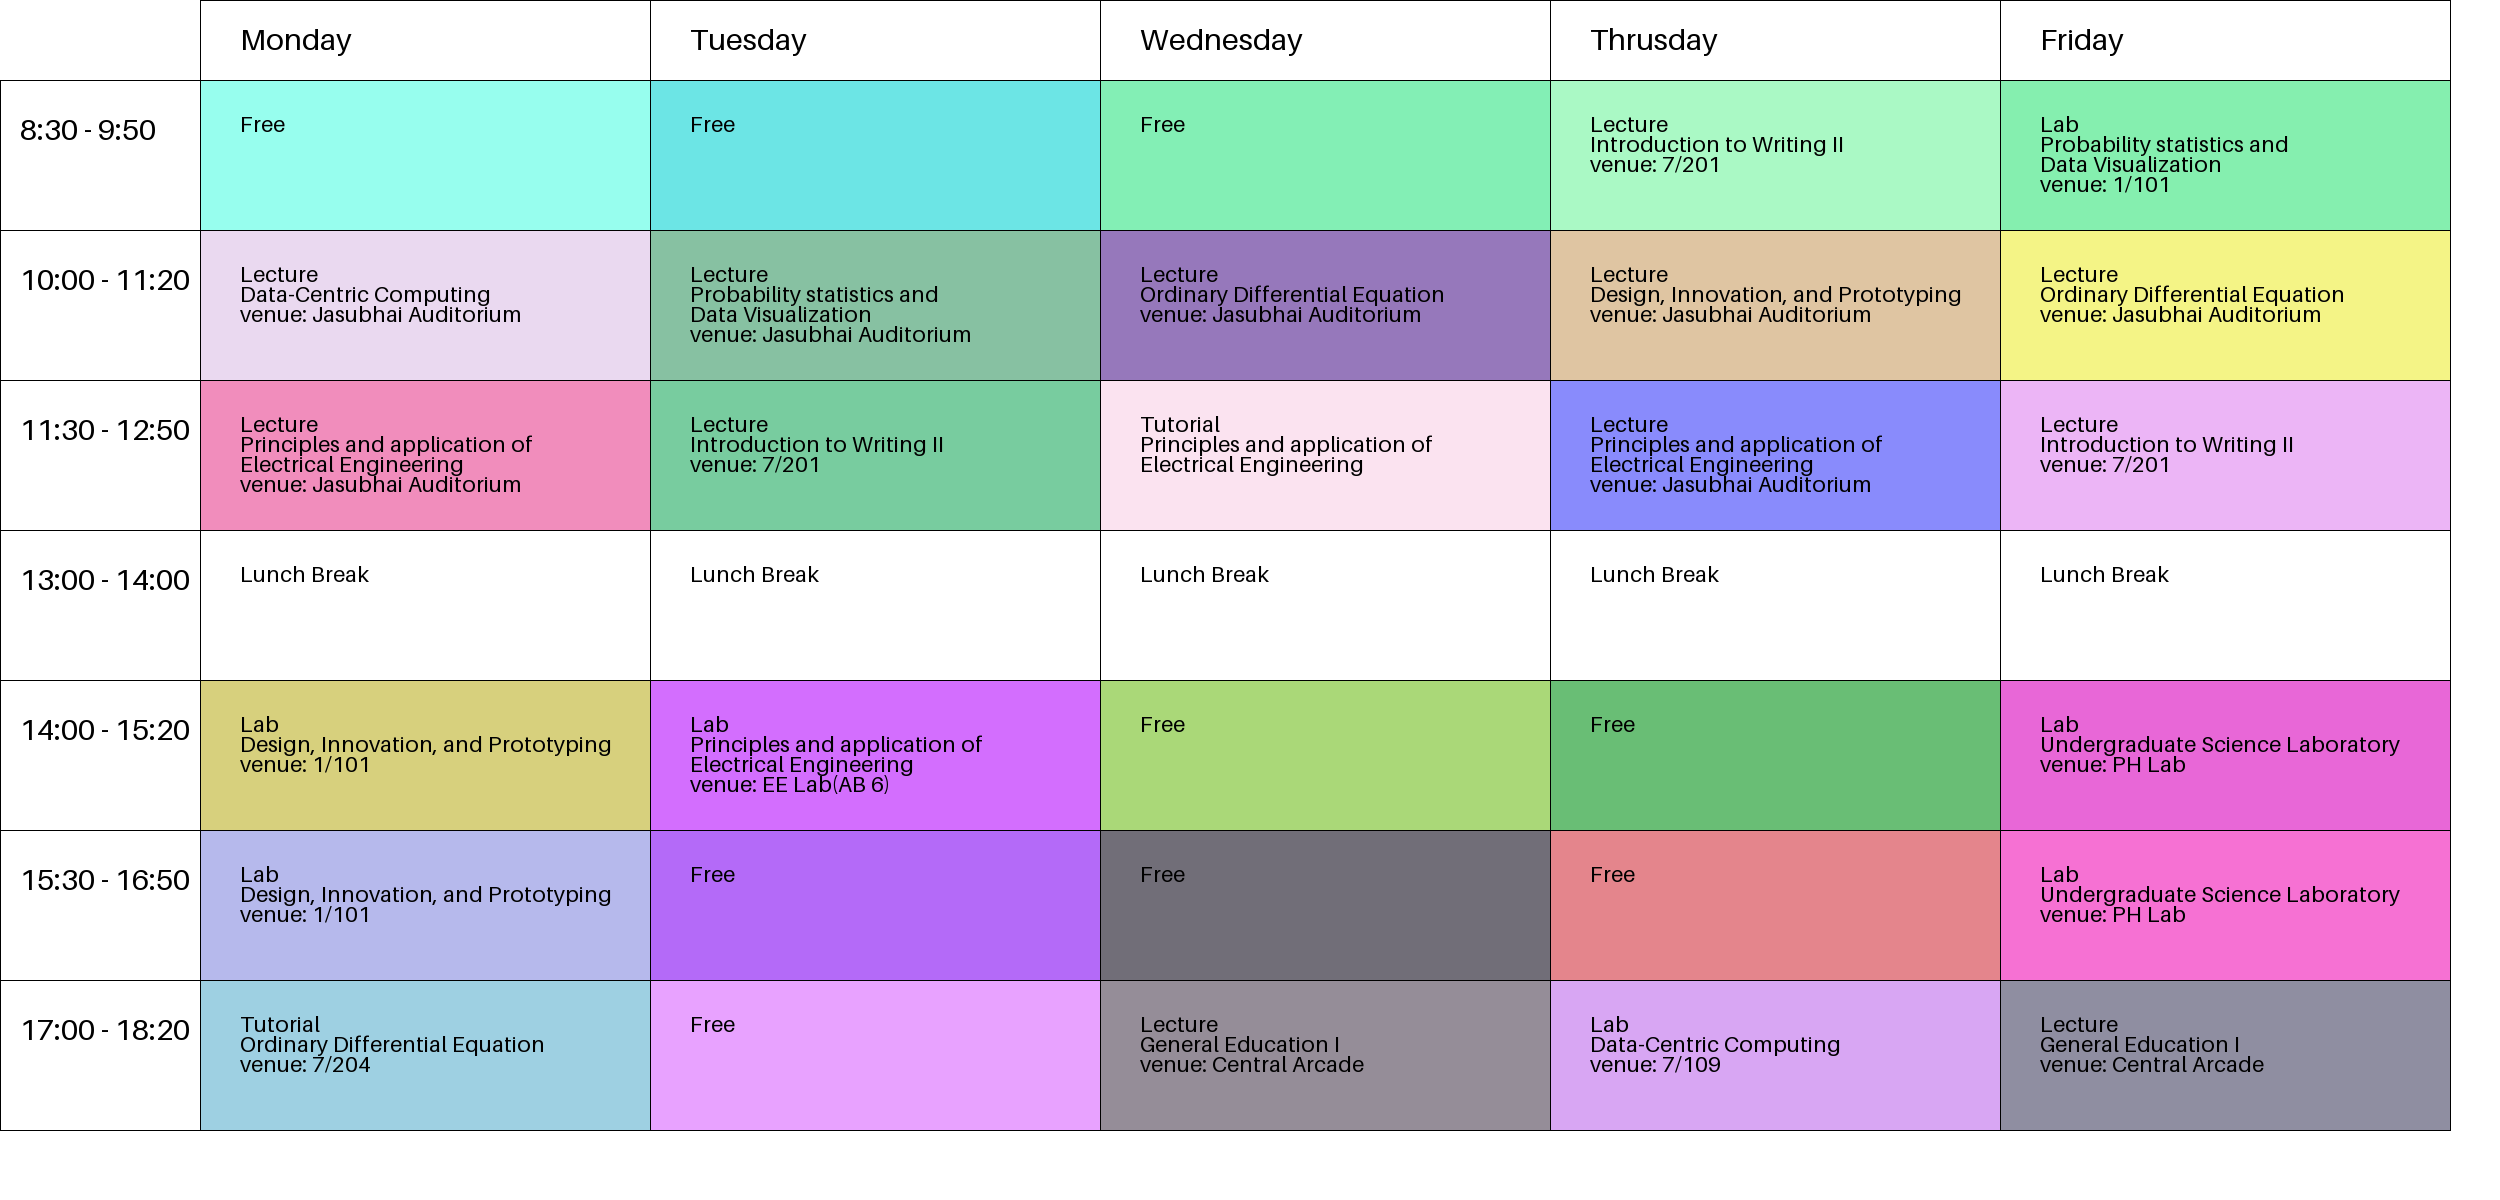 Monday
Tuesday
Wednesday
Thrusday
Friday
8:30 - 9:50
Free
Free
Free
Lecture
Introduction to Writing II
venue: 7/201
Lab
Probability statistics and
Data Visualization
venue: 1/101
10:00 - 11:20
Lecture
Data-Centric Computing
venue: Jasubhai Auditorium
Lecture
Probability statistics and
Data Visualization
venue: Jasubhai Auditorium
Lecture
Ordinary Differential Equation
venue: Jasubhai Auditorium
Lecture
Design, Innovation, and Prototyping
venue: Jasubhai Auditorium
Lecture
Ordinary Differential Equation
venue: Jasubhai Auditorium
11:30 - 12:50
Lecture
Principles and application of
Electrical Engineering
venue: Jasubhai Auditorium
Lecture
Introduction to Writing II
venue: 7/201
Tutorial
Principles and application of
Electrical Engineering
Lecture
Principles and application of
Electrical Engineering
venue: Jasubhai Auditorium
Lecture
Introduction to Writing II
venue: 7/201
13:00 - 14:00
Lunch Break
Lunch Break
Lunch Break
Lunch Break
Lunch Break
14:00 - 15:20
Lab
Design, Innovation, and Prototyping
venue: 1/101
Lab
Principles and application of
Electrical Engineering
venue: EE Lab(AB 6)
Free
Free
Lab
Undergraduate Science Laboratory
venue: PH Lab
15:30 - 16:50
Lab
Design, Innovation, and Prototyping
venue: 1/101
Free
Free
Free
Lab
Undergraduate Science Laboratory
venue: PH Lab
17:00 - 18:20
Tutorial
Ordinary Differential Equation
venue: 7/204
Free
Lecture
General Education I
venue: Central Arcade
Lab
Data-Centric Computing
venue: 7/109
Lecture
General Education I
venue: Central Arcade